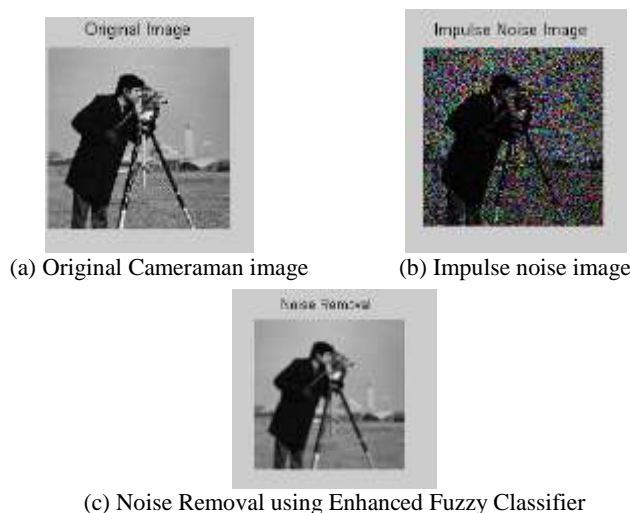 Original Image
Impulse Noise Image
(a) Original Cameraman image
(b) Impulse noise image
Noise Removal
(c) Noise Removal using Enhanced Fuzzy Classifier